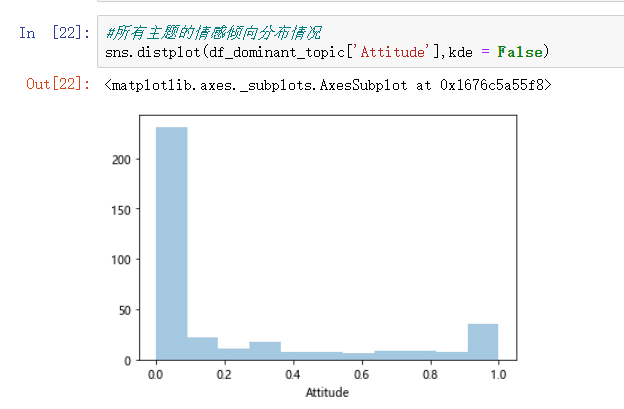 In [22]: #所有主题的情感倾向分布情况
sns.distplot(df_dominant_topic['Attitude'],kde = False)
Out[22]: <matplotlib.axes._subplots.AxesSubplot at 0x1676c5a55f8>
200
150
100
50
0
0.0 0.2 0.4 0.6 0.8 1.0
Attitude